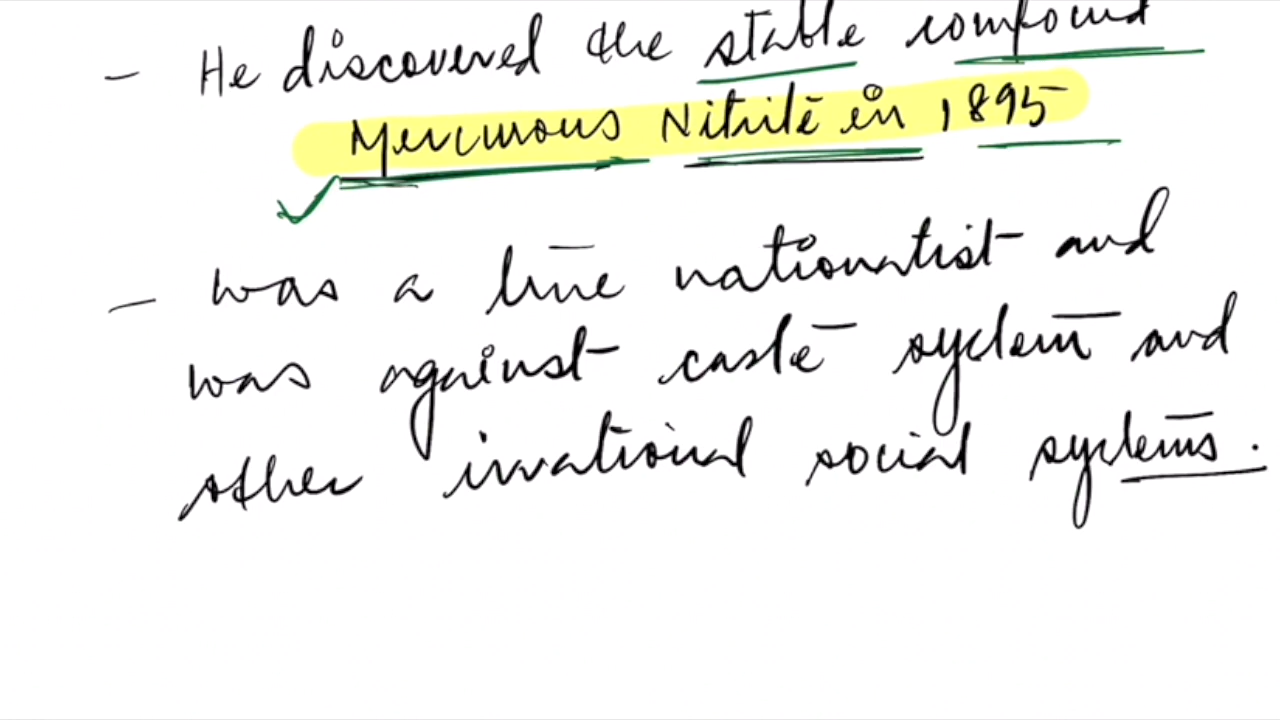 - He discovered the stable compound
Mercurous Nitrite in 1895
- was a true nationalist and
was against caste system and
other irrational social systems.